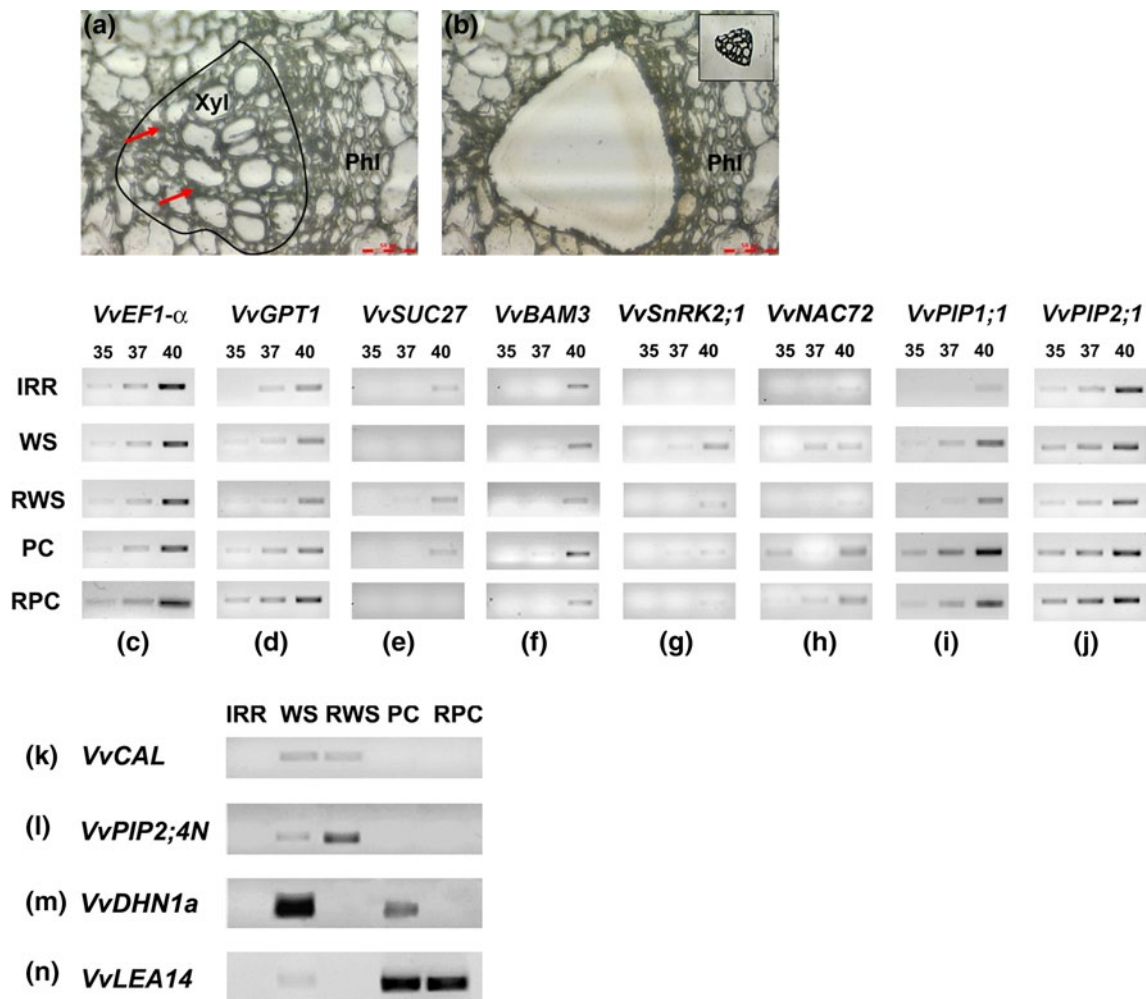 (a)
Xyl
Phl
(b)
Phl
VvEF1-α VvGPT1 VvSUC27 VvBAM3 VvSnRK2;1 VvNAC72 VvPIP1;1 VvPIP2;1
35 37 40 35 37 40 35 37 40 35 37 40 35 37 40 35 37 40 35 37 40 35 37 40
IRR
WS
RWS
PC
RPC
(c) (d) (e) (f) (g) (h) (i) (j)
IRR WS RWS PC RPC
(k) VvCAL
(l) VvPIP2;4N
(m) VvDHN1a
(n) VvLEA14